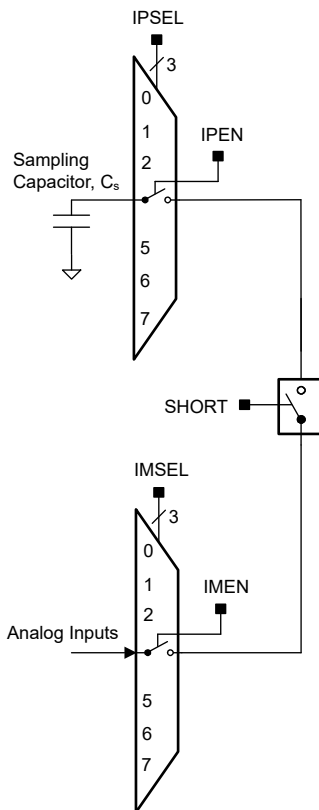 IPSEL
3
0
1
IPEN
2
Sampling
Capacitor, Cs
5
6
7
SHORT
IMSEL
3
0
1
IMEN
2
Analog Inputs
5
6
7